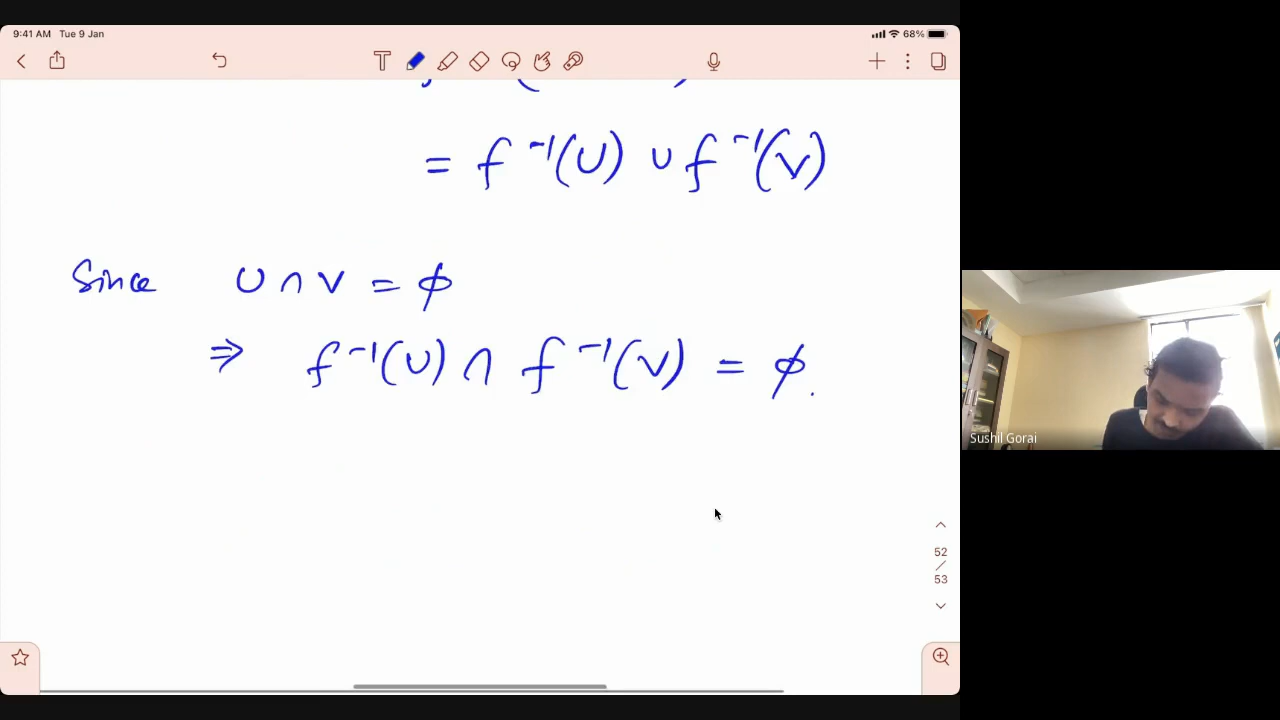 9:41 AM Tue 9 Jan 68%
= f⁻¹(U) ∪ f⁻¹(V)
Since U ∩ V = ϕ
⇒ f⁻¹(U) ∩ f⁻¹(V) = ϕ.
Sushil Gorai
52
/
53